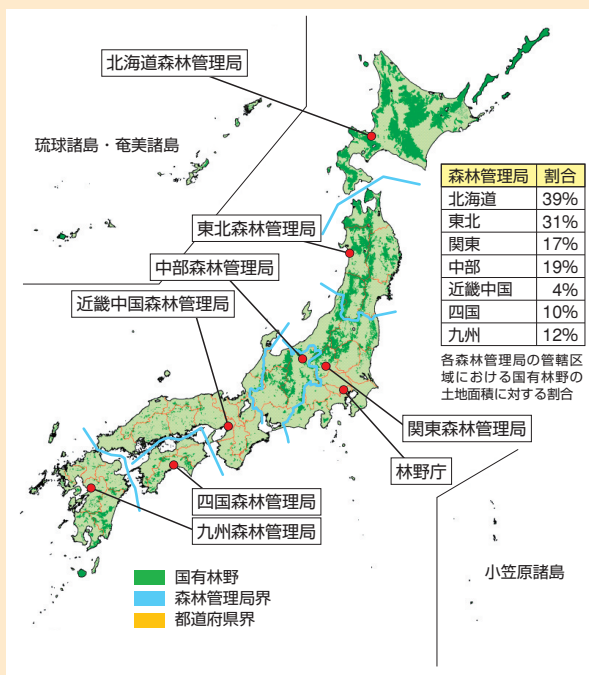 北海道森林管理局
琉球諸島・奄美諸島
森林管理局 割合
北海道 39%
東北 31%
関東 17%
中部 19%
近畿中国 4%
四国 10%
九州 12%
各森林管理局の管轄区
域における国有林野の
土地面積に対する割合
東北森林管理局
中部森林管理局
近畿中国森林管理局
関東森林管理局
林野庁
四国森林管理局
九州森林管理局
小笠原諸島
国有林野
森林管理局界
都道府県界